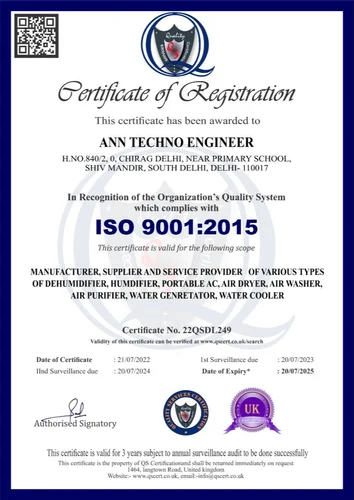 Quality
Certificate of Registration
This certificate has been awarded to
ANN TECHNO ENGINEER
H.NO.840/2, 0, CHIRAG DELHI, NEAR PRIMARY SCHOOL,
SHIV MANDIR, SOUTH DELHI, DELHI- 110017
In Recognition of the Organization's Quality System
which complies with
ISO 9001:2015
This certificate is valid for the following scope
MANUFACTURER, SUPPLIER AND SERVICE PROVIDER OF VARIOUS TYPES
OF DEHUMIDIFIER, HUMDIFIER, PORTABLE AC, AIR DRYER, AIR WASHER,
AIR PURIFIER, WATER GENRETATOR, WATER COOLER
Certificate No. 22QSDL249
Validity of this certificate can be verified at www.qscert.co.uk/search
Date of Certificate : 21/07/2022 1st Surveillance due : 20/07/2023
IInd Surveillance due : 20/07/2024 Date of Expiry* : 20/07/2025
Authorised Signatory
UK
This certificate is valid for 3 years subject to annual surveillance audit to be done successfully
This certificate is the property of QS Certificationand shall be returned immediately on request
1464, langtown Road, United kingdom
Website:- www.qscert.co.uk, email:-info@qscert.co.uk